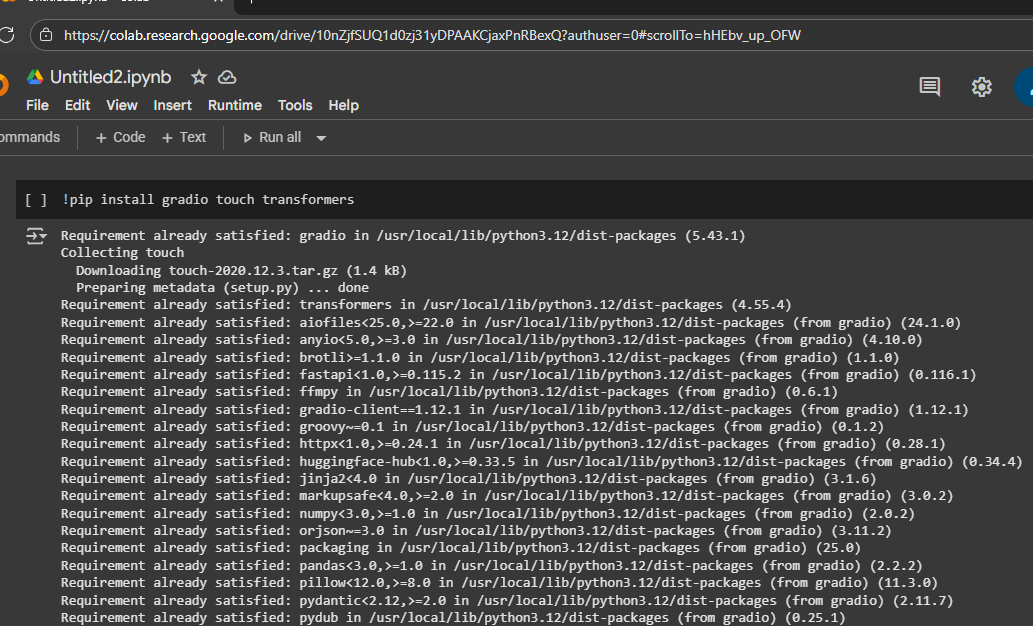 https://colab.research.google.com/drive/10nZjfSUQ1d0zj31yDPAAKCjaxPnRBexQ?authuser=0#scrollTo=hHEbv_up_OFW
Untitled2.ipynb
File Edit View Insert Runtime Tools Help
ommands + Code + Text Run all
[ ] !pip install gradio touch transformers
Requirement already satisfied: gradio in /usr/local/lib/python3.12/dist-packages (5.43.1)
Collecting touch
Downloading touch-2020.12.3.tar.gz (1.4 kB)
Preparing metadata (setup.py) ... done
Requirement already satisfied: transformers in /usr/local/lib/python3.12/dist-packages (4.55.4)
Requirement already satisfied: aiofiles<25.0,>=22.0 in /usr/local/lib/python3.12/dist-packages (from gradio) (24.1.0)
Requirement already satisfied: anyio<5.0,>=3.0 in /usr/local/lib/python3.12/dist-packages (from gradio) (4.10.0)
Requirement already satisfied: brotli>=1.1.0 in /usr/local/lib/python3.12/dist-packages (from gradio) (1.1.0)
Requirement already satisfied: fastapi<1.0,>=0.115.2 in /usr/local/lib/python3.12/dist-packages (from gradio) (0.116.1)
Requirement already satisfied: ffmpy in /usr/local/lib/python3.12/dist-packages (from gradio) (0.6.1)
Requirement already satisfied: gradio-client==1.12.1 in /usr/local/lib/python3.12/dist-packages (from gradio) (1.12.1)
Requirement already satisfied: groovy~=0.1 in /usr/local/lib/python3.12/dist-packages (from gradio) (0.1.2)
Requirement already satisfied: httpx<1.0,>=0.24.1 in /usr/local/lib/python3.12/dist-packages (from gradio) (0.28.1)
Requirement already satisfied: huggingface-hub<1.0,>=0.33.5 in /usr/local/lib/python3.12/dist-packages (from gradio) (0.34.4)
Requirement already satisfied: jinja2<4.0 in /usr/local/lib/python3.12/dist-packages (from gradio) (3.1.6)
Requirement already satisfied: markupsafe<4.0,>=2.0 in /usr/local/lib/python3.12/dist-packages (from gradio) (3.0.2)
Requirement already satisfied: numpy<3.0,>=1.0 in /usr/local/lib/python3.12/dist-packages (from gradio) (2.0.2)
Requirement already satisfied: orjson~=3.0 in /usr/local/lib/python3.12/dist-packages (from gradio) (3.11.2)
Requirement already satisfied: packaging in /usr/local/lib/python3.12/dist-packages (from gradio) (25.0)
Requirement already satisfied: pandas<3.0,>=1.0 in /usr/local/lib/python3.12/dist-packages (from gradio) (2.2.2)
Requirement already satisfied: pillow<12.0,>=8.0 in /usr/local/lib/python3.12/dist-packages (from gradio) (11.3.0)
Requirement already satisfied: pydantic<2.12,>=2.0 in /usr/local/lib/python3.12/dist-packages (from gradio) (2.11.7)
Requirement already satisfied: pydub in /usr/local/lib/python3.12/dist-packages (from gradio) (0.25.1)